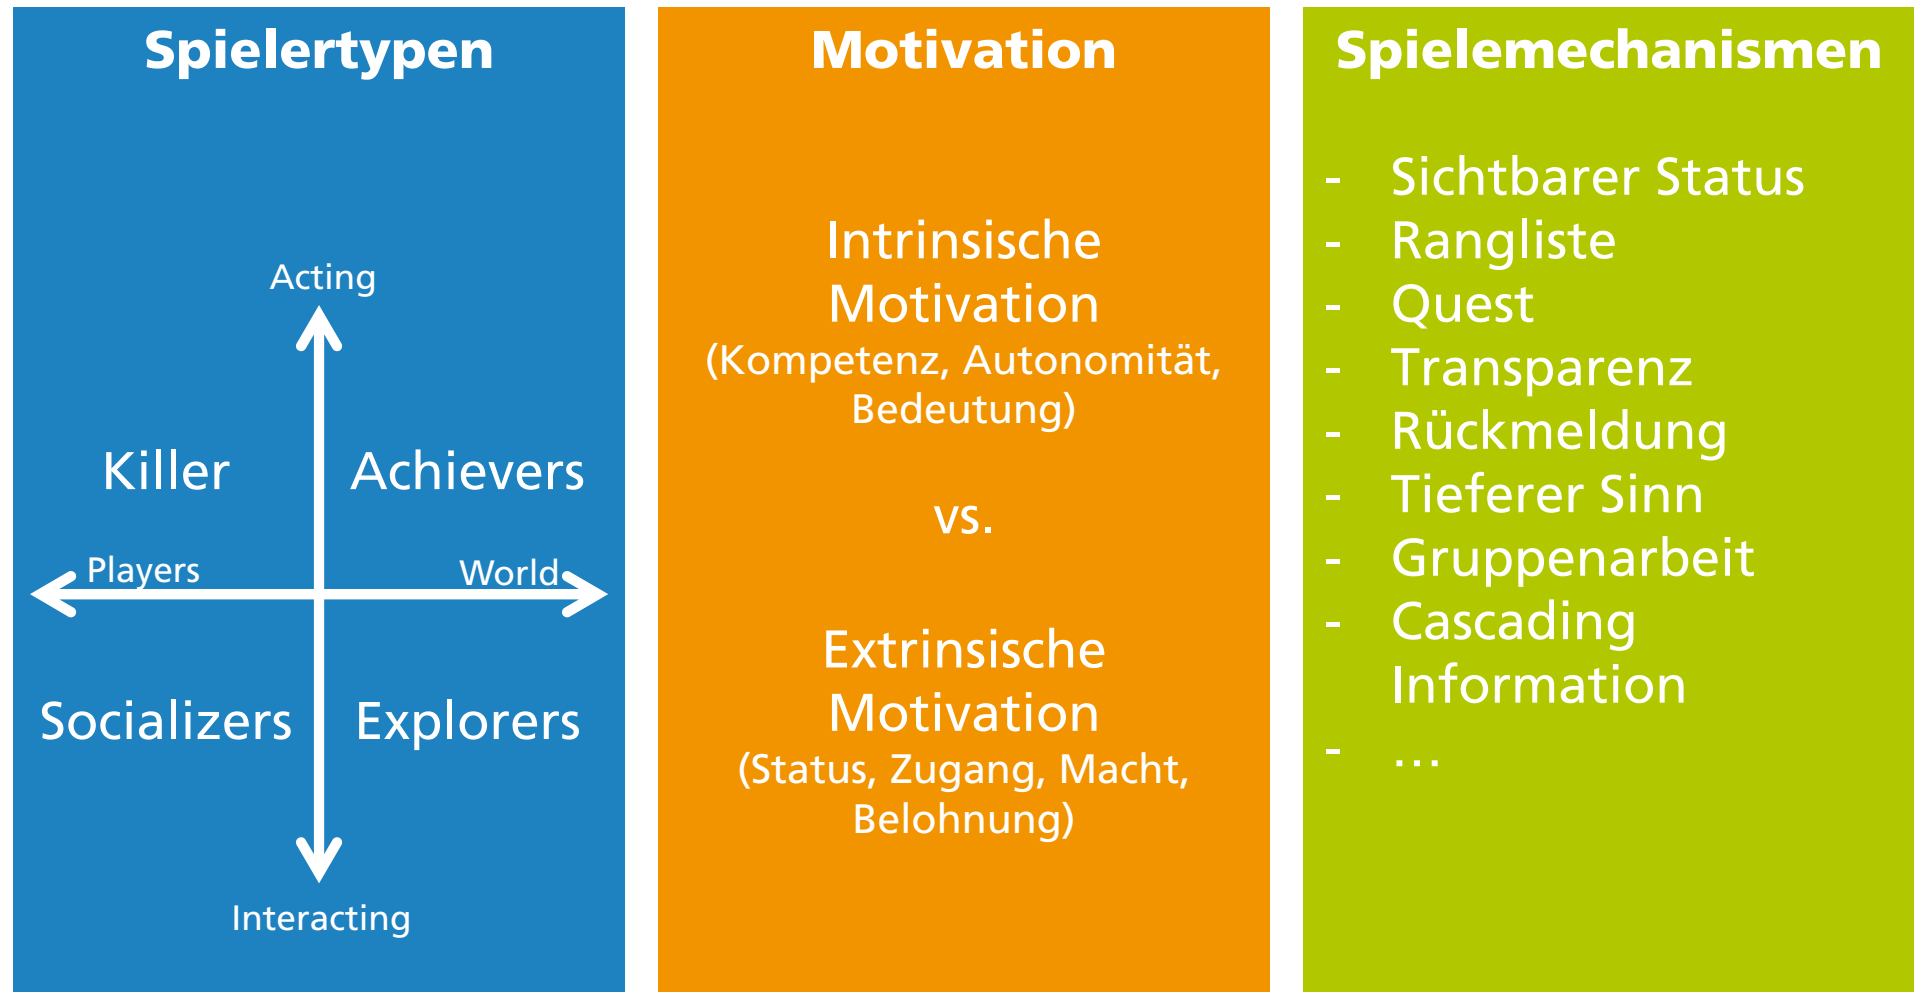 Spielertypen
Acting
Killer
Achievers
Players
World
Socializers
Explorers
Interacting
Motivation
Intrinsische
Motivation
(Kompetenz, Autonomität,
Bedeutung)
vs.
Extrinsische
Motivation
(Status, Zugang, Macht,
Belohnung)
Spielemechanismen
- Sichtbarer Status
- Rangliste
- Quest
- Transparenz
- Rückmeldung
- Tieferer Sinn
- Gruppenarbeit
- Cascading
Information
- …